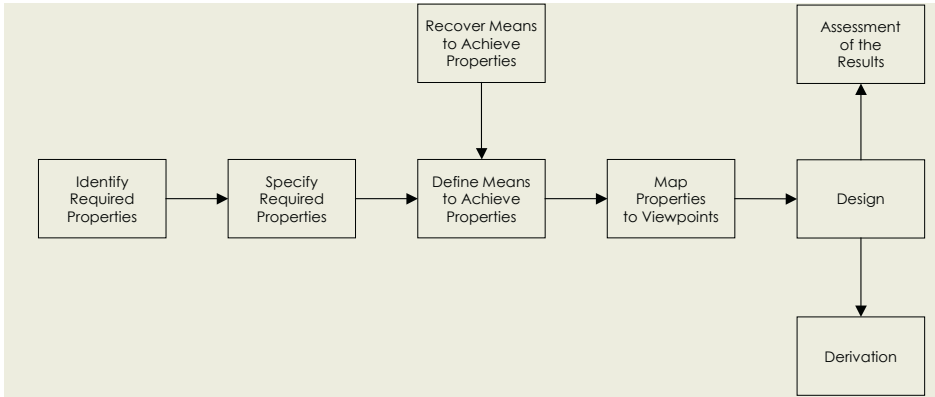 Recover Means
to Achieve
Properties
Assessment
of the
Results
Identify
Required
Properties
Specify
Required
Properties
Define Means
to Achieve
Properties
Map
Properties
to Viewpoints
Design
Derivation